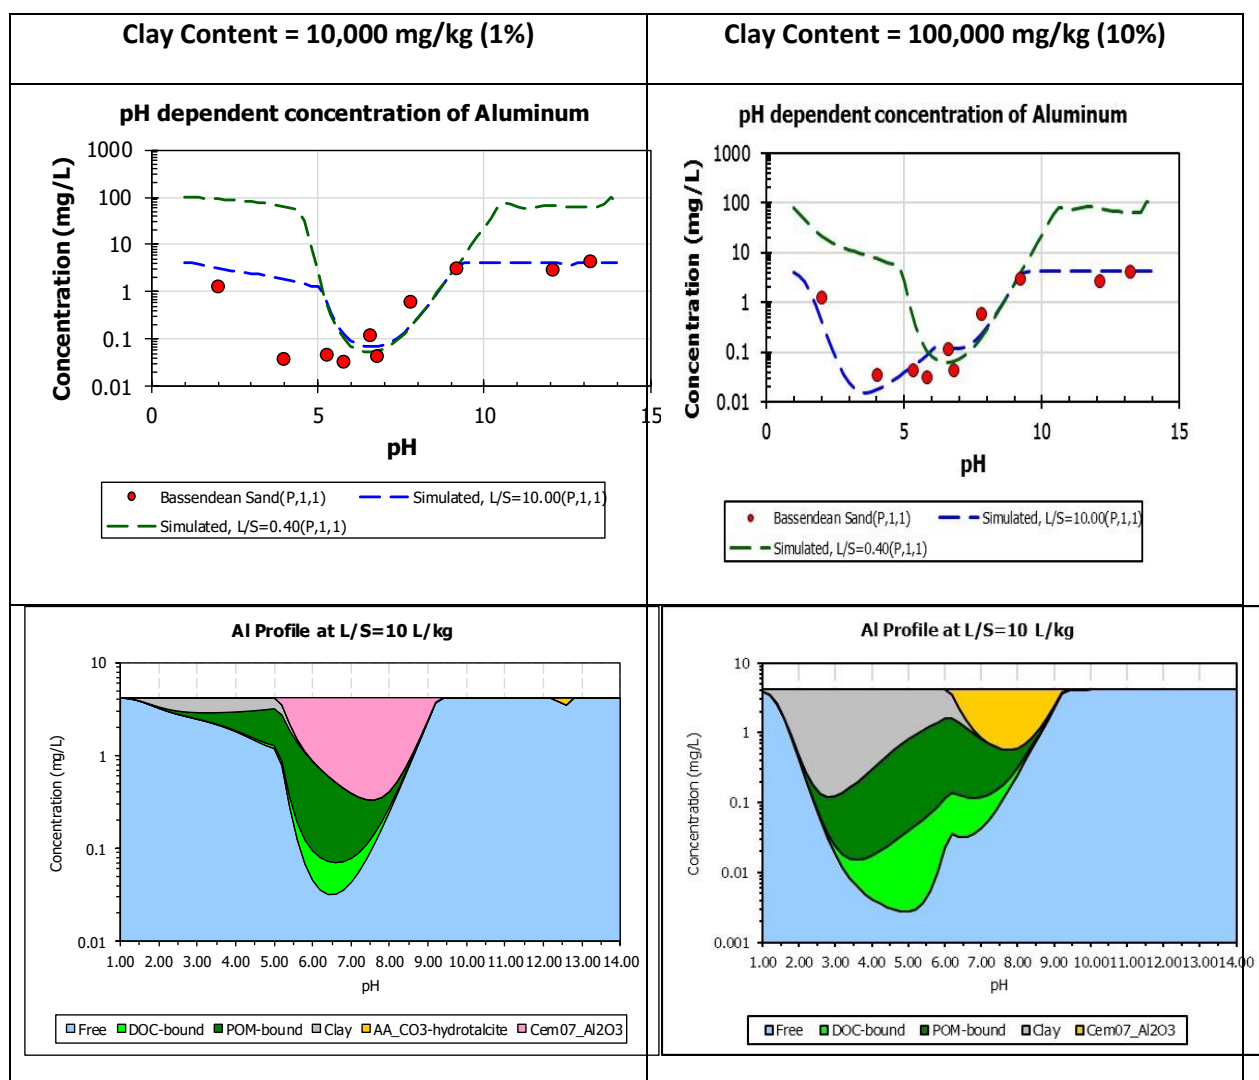 Clay Content = 10,000 mg/kg (1%)
Clay Content = 100,000 mg/kg (10%)
pH dependent concentration of Aluminum
Concentration (mg/L)
1000
100
10
1
0.1
0.01
0
5
10
15
pH
Bassendean Sand(P,1,1)
Simulated, L/S=10.00(P,1,1)
Simulated, L/S=0.40(P,1,1)
pH dependent concentration of Aluminum
Concentration (mg/L)
1000
100
10
1
0.1
0.01
0
5
10
15
pH
Bassendean Sand(P,1,1)
Simulated, L/S=10.00(P,1,1)
Simulated, L/S=0.40(P,1,1)
Al Profile at L/S=10 L/kg
Concentration (mg/L)
10
1
0.1
0.01
1.00 2.00 3.00 4.00 5.00 6.00 7.00 8.00 9.00 10.00 11.00 12.00 13.00 14.00
pH
Free DOC-bound POM-bound Clay AA_CO3-hydrotalcite Cem07_Al2O3
Al Profile at L/S=10 L/kg
Concentration (mg/L)
10
1
0.1
0.01
0.001
1.00 2.00 3.00 4.00 5.00 6.00 7.00 8.00 9.00 10.00 11.00 12.00 13.00 14.00
pH
Free DOC-bound POM-bound Clay Cem07_Al2O3